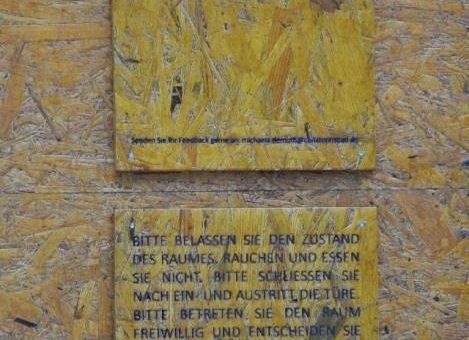 Senden Sie Ihr Feedback gerne an: michaela
BITTE BELASSEN SIE DEN ZUSTAND
DES RAUMES. RAUCHEN UND ESSEN
SIE NICHT. BITTE SCHLIESSEN SIE
NACH EIN- UND AUSTRITT DIE TÜRE.
BITTE BETRETEN SIE DEN RAUM
FREIWILLIG UND ENTSCHEIDEN SIE